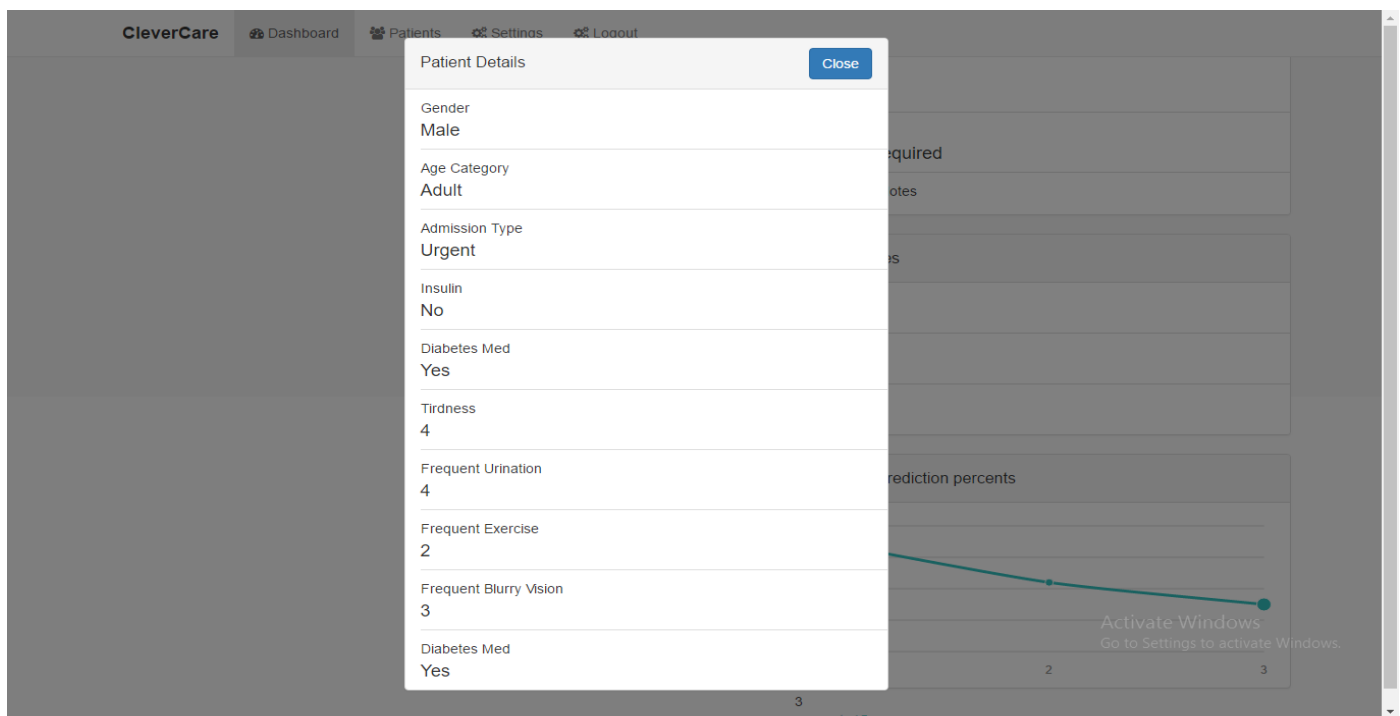 CleverCare Dashboard Patients Settings Logout
Patient Details Close
Gender
Male
equired
Age Category
Adult
otes
Admission Type
Urgent
es
Insulin
No
Diabetes Med
Yes
Tirdness
4
Frequent Urination
4
rediction percents
Frequent Exercise
2
Frequent Blurry Vision
3
Activate Windows
Go to Settings to activate Windows.
Diabetes Med
Yes
2 3
3